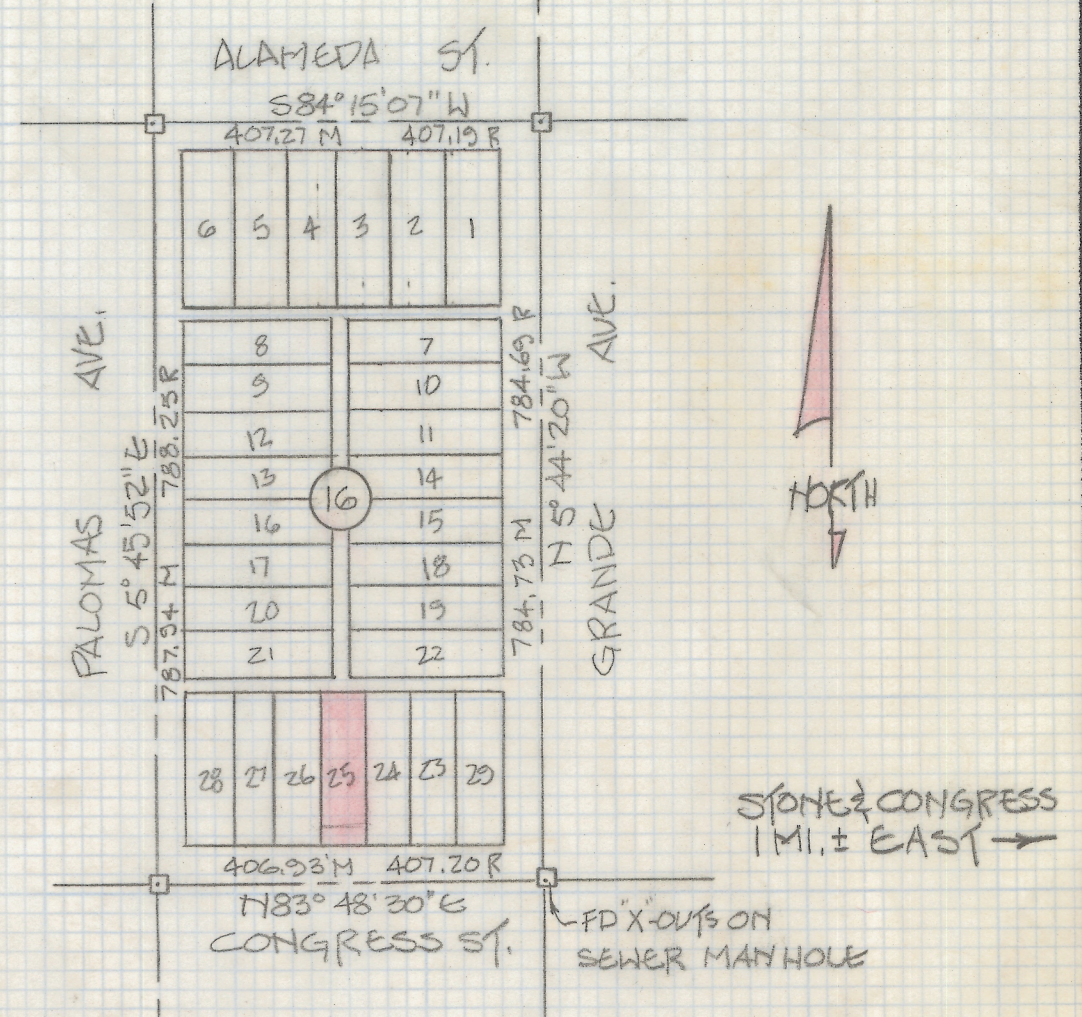 ALAMEDA ST.
S 84° 15' 07" W
407.27 M 407.19 R
6 5 4 3 2 1
8 7
9 10
12 11
13 14
16
16 15
17 18
20 19
21 22
28 27 26 25 24 23 29
PALOMAS AVE.
S 5° 45' 52" E
787.94 M 788.25 R
784.73 M 784.69 R
N 5° 44' 20" W
GRANDE AVE.
NORTH
STONE & CONGRESS
1 MI. ± EAST →
406.93' M 407.20 R
N 83° 48' 30" E
CONGRESS ST.
FD "X"-OUTS ON
SEWER MANHOLE